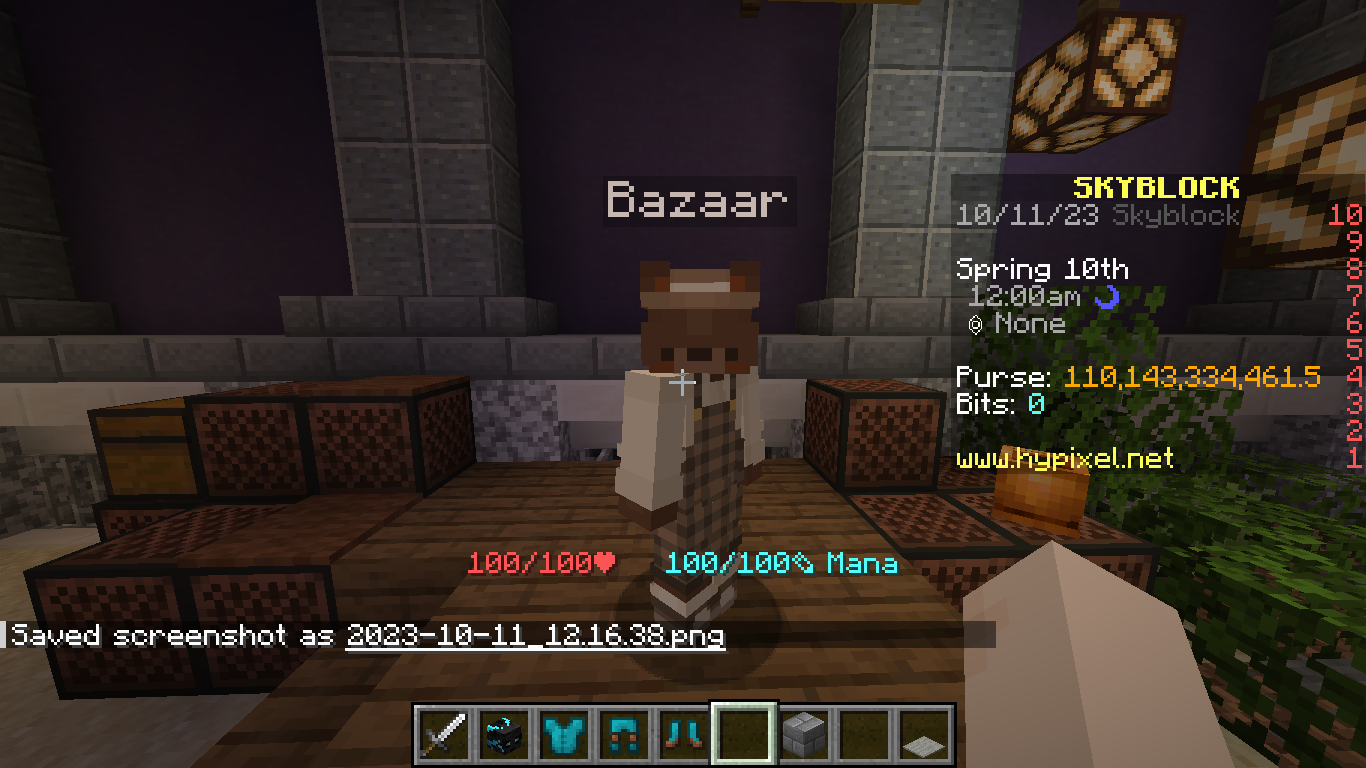 Bazaar
SKYBLOCK
10/11/23 Skyblock 10
9
Spring 10th 8
12:00am 7
None 6
5
Purse: 110,143,334,461.5 4
Bits: 0 3
2
www.hypixel.net 1
100/100❤ 100/100✎ Mana
Saved screenshot as 2023-10-11_12.16.38.png